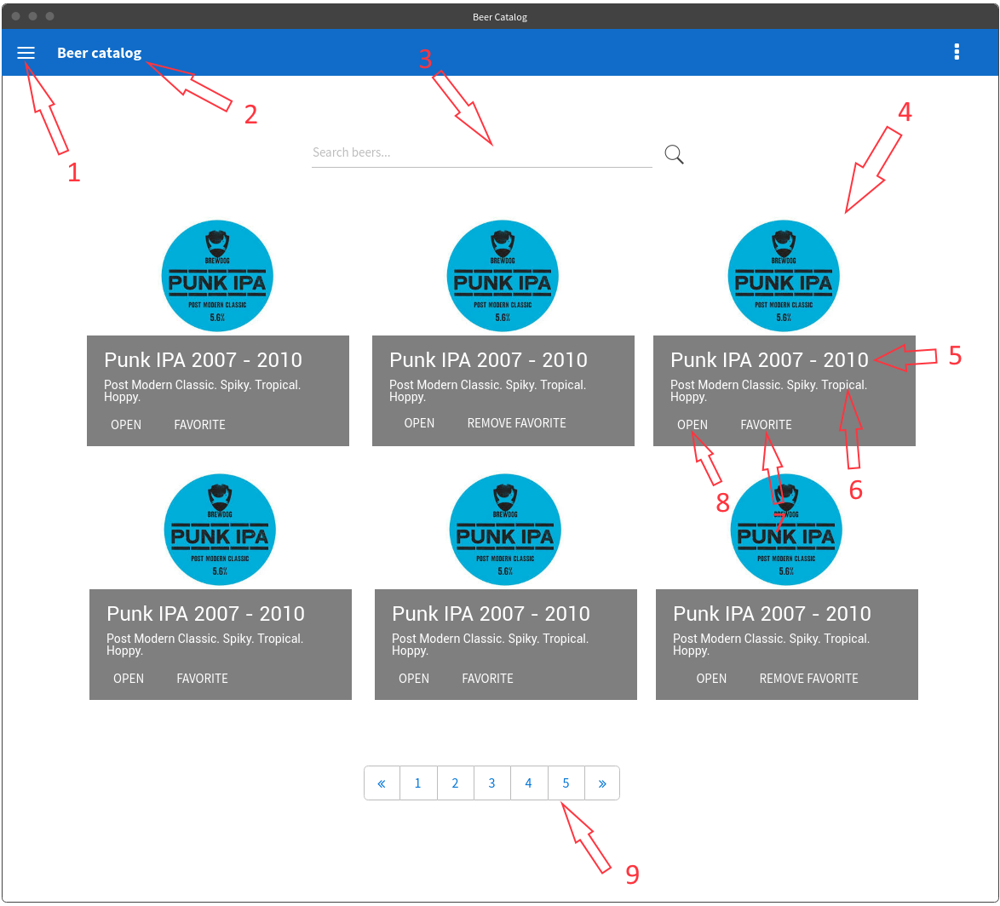 Beer Catalog
Beer catalog
3
4
2
1
Search beers...
BREWDOG BREWDOG BREWDOG
PUNK IPA PUNK IPA PUNK IPA
POST MODERN CLASSIC POST MODERN CLASSIC POST MODERN CLASSIC
5.6% 5.6% 5.6%
Punk IPA 2007 - 2010 Punk IPA 2007 - 2010 Punk IPA 2007 - 2010 5
Post Modern Classic. Spiky. Tropical. Post Modern Classic. Spiky. Tropical. Post Modern Classic. Spiky. Tropical.
Hoppy. Hoppy. Hoppy.
OPEN FAVORITE OPEN REMOVE FAVORITE OPEN FAVORITE
8 6
7
BREWDOG BREWDOG BREWDOG
PUNK IPA PUNK IPA PUNK IPA
POST MODERN CLASSIC POST MODERN CLASSIC POST MODERN CLASSIC
5.6% 5.6% 5.6%
Punk IPA 2007 - 2010 Punk IPA 2007 - 2010 Punk IPA 2007 - 2010
Post Modern Classic. Spiky. Tropical. Post Modern Classic. Spiky. Tropical. Post Modern Classic. Spiky. Tropical.
Hoppy. Hoppy. Hoppy.
OPEN FAVORITE OPEN FAVORITE OPEN REMOVE FAVORITE
« 1 2 3 4 5 »
9